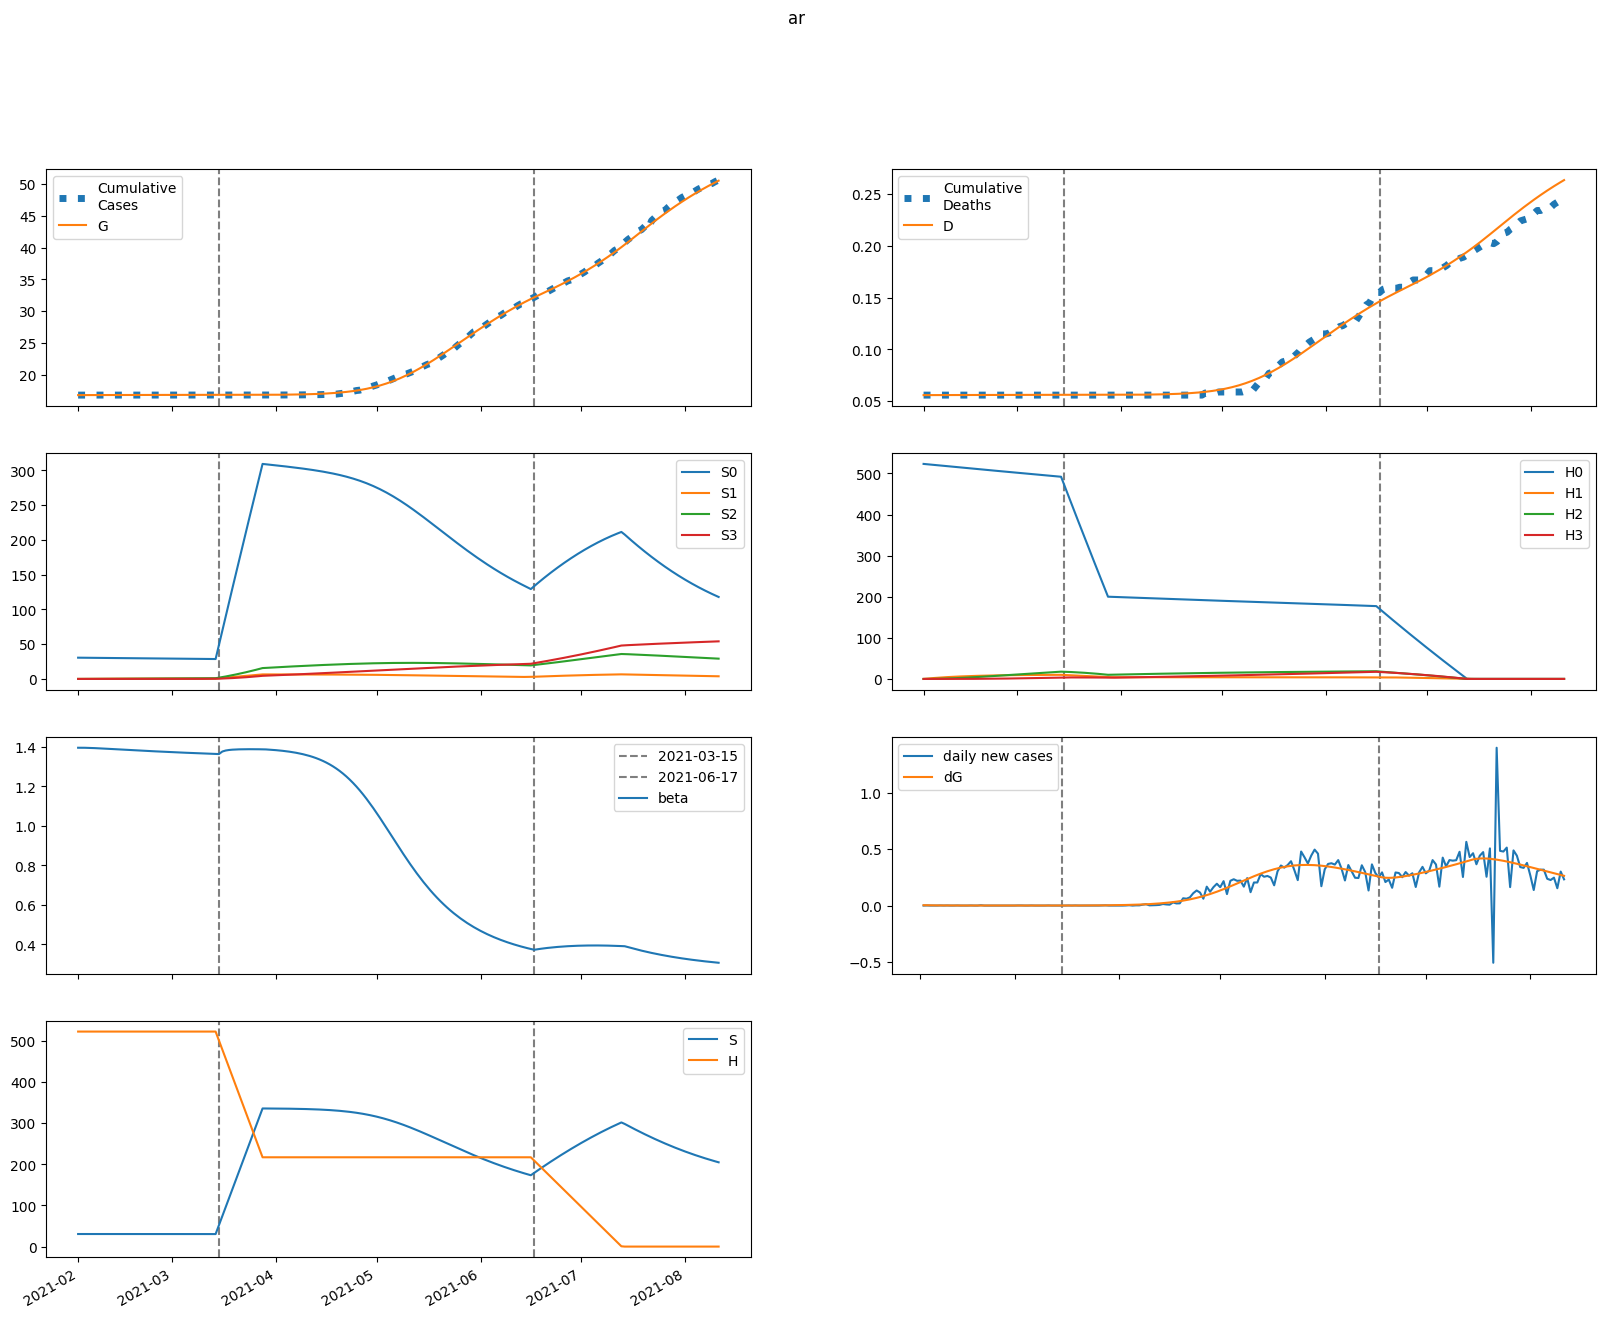 ar
Cumulative
Cases
G
50
45
40
35
30
25
20
Cumulative
Deaths
D
0.25
0.20
0.15
0.10
0.05
S0
S1
S2
S3
300
250
200
150
100
50
0
H0
H1
H2
H3
500
400
300
200
100
0
2021-03-15
2021-06-17
beta
1.4
1.2
1.0
0.8
0.6
0.4
daily new cases
dG
1.0
0.5
0.0
−0.5
S
H
500
400
300
200
100
0
2021-02
2021-03
2021-04
2021-05
2021-06
2021-07
2021-08